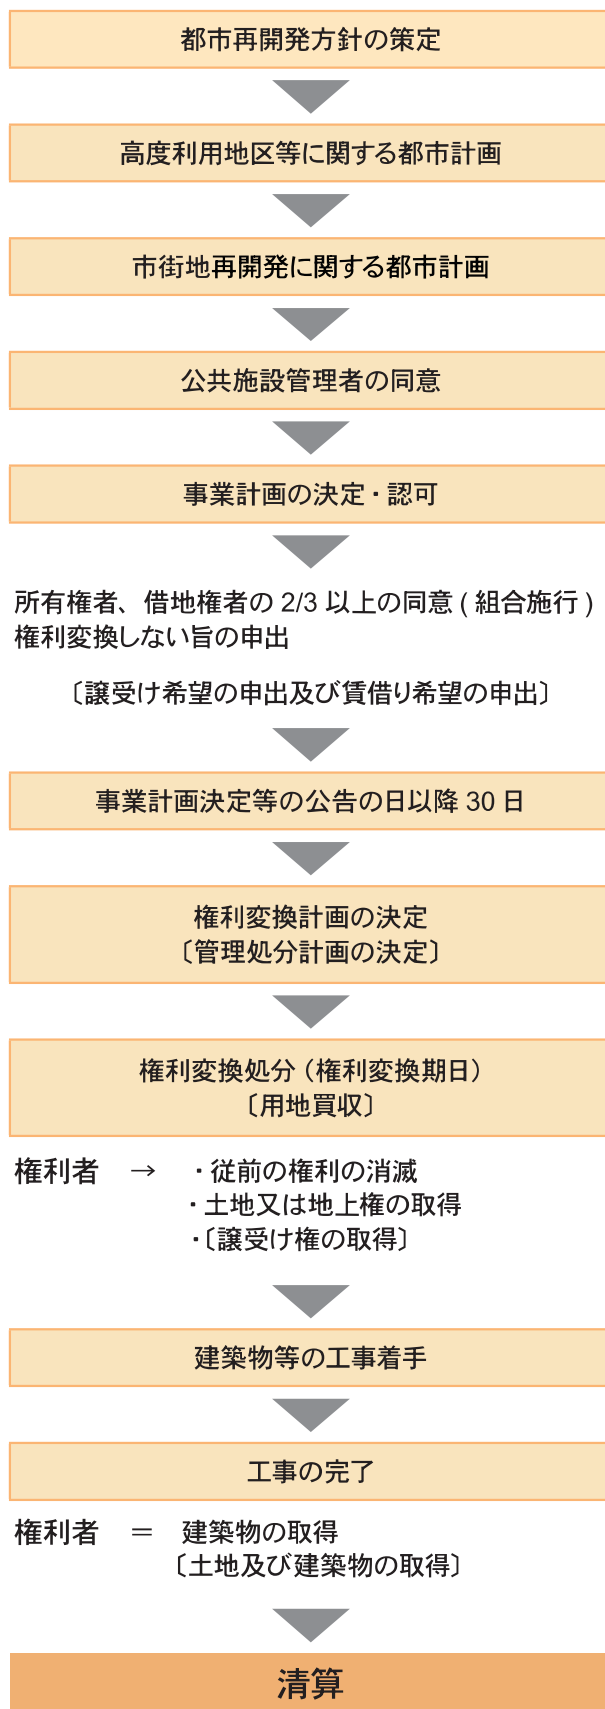 都市再開発方針の策定
高度利用地区等に関する都市計画
市街地再開発に関する都市計画
公共施設管理者の同意
事業計画の決定・認可
所有権者、借地権者の 2/3 以上の同意 ( 組合施行 )
権利変換しない旨の申出
〔譲受け希望の申出及び賃借り希望の申出〕
事業計画決定等の公告の日以降 30 日
権利変換計画の決定
〔管理処分計画の決定〕
権利変換処分（権利変換期日）
〔用地買収〕
権利者 → ・従前の権利の消滅
・土地又は地上権の取得
・〔譲受け権の取得〕
建築物等の工事着手
工事の完了
権利者 ＝ 建築物の取得
〔土地及び建築物の取得〕
清算